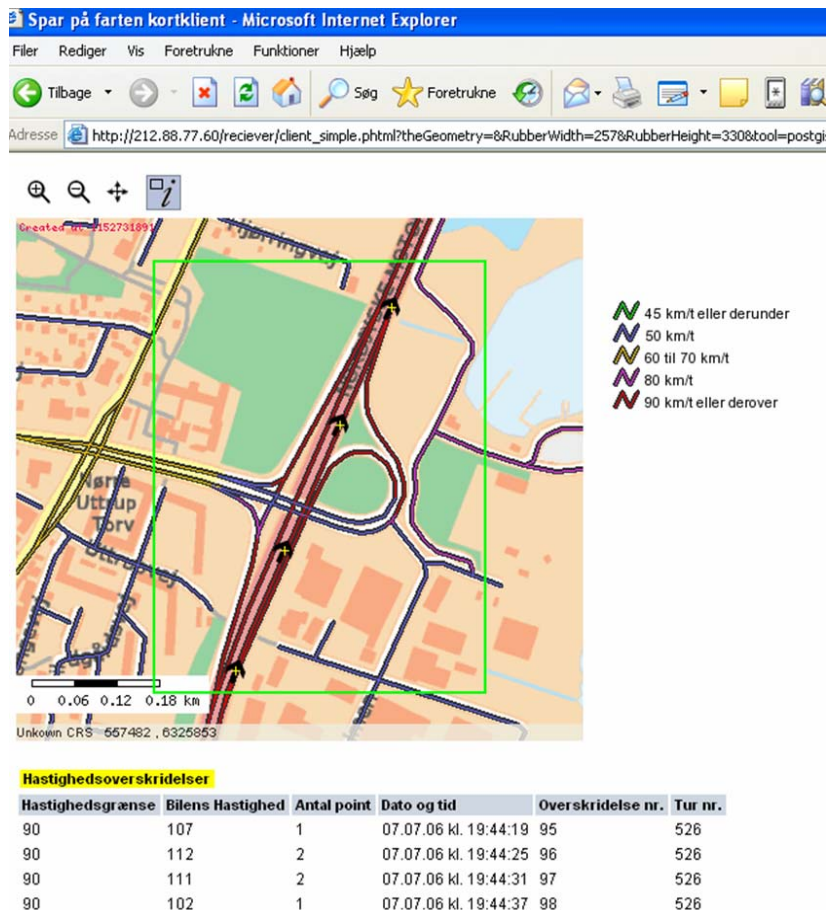 Spar på farten kortklient - Microsoft Internet Explorer
Filer Rediger Vis Foretrukne Funktioner Hjælp
Tilbage Søg Foretrukne
Adresse http://212.88.77.60/reciever/client_simple.phtml?theGeometry=&RubberWidth=257&RubberHeight=330&tool=postgi
Created at 1152731891
Hjørringvej
45 km/t eller derunder
50 km/t
60 til 70 km/t
80 km/t
90 km/t eller derover
Nørre
Uttrup
Torv
Uttrupvej
0 0.06 0.12 0.18 km
Unkown CRS 557482 , 6325853
Hastighedsoverskridelser
Hastighedsgrænse Bilens Hastighed Antal point Dato og tid Overskridelse nr. Tur nr.
90 107 1 07.07.06 kl. 19:44:19 95 526
90 112 2 07.07.06 kl. 19:44:25 96 526
90 111 2 07.07.06 kl. 19:44:31 97 526
90 102 1 07.07.06 kl. 19:44:37 98 526